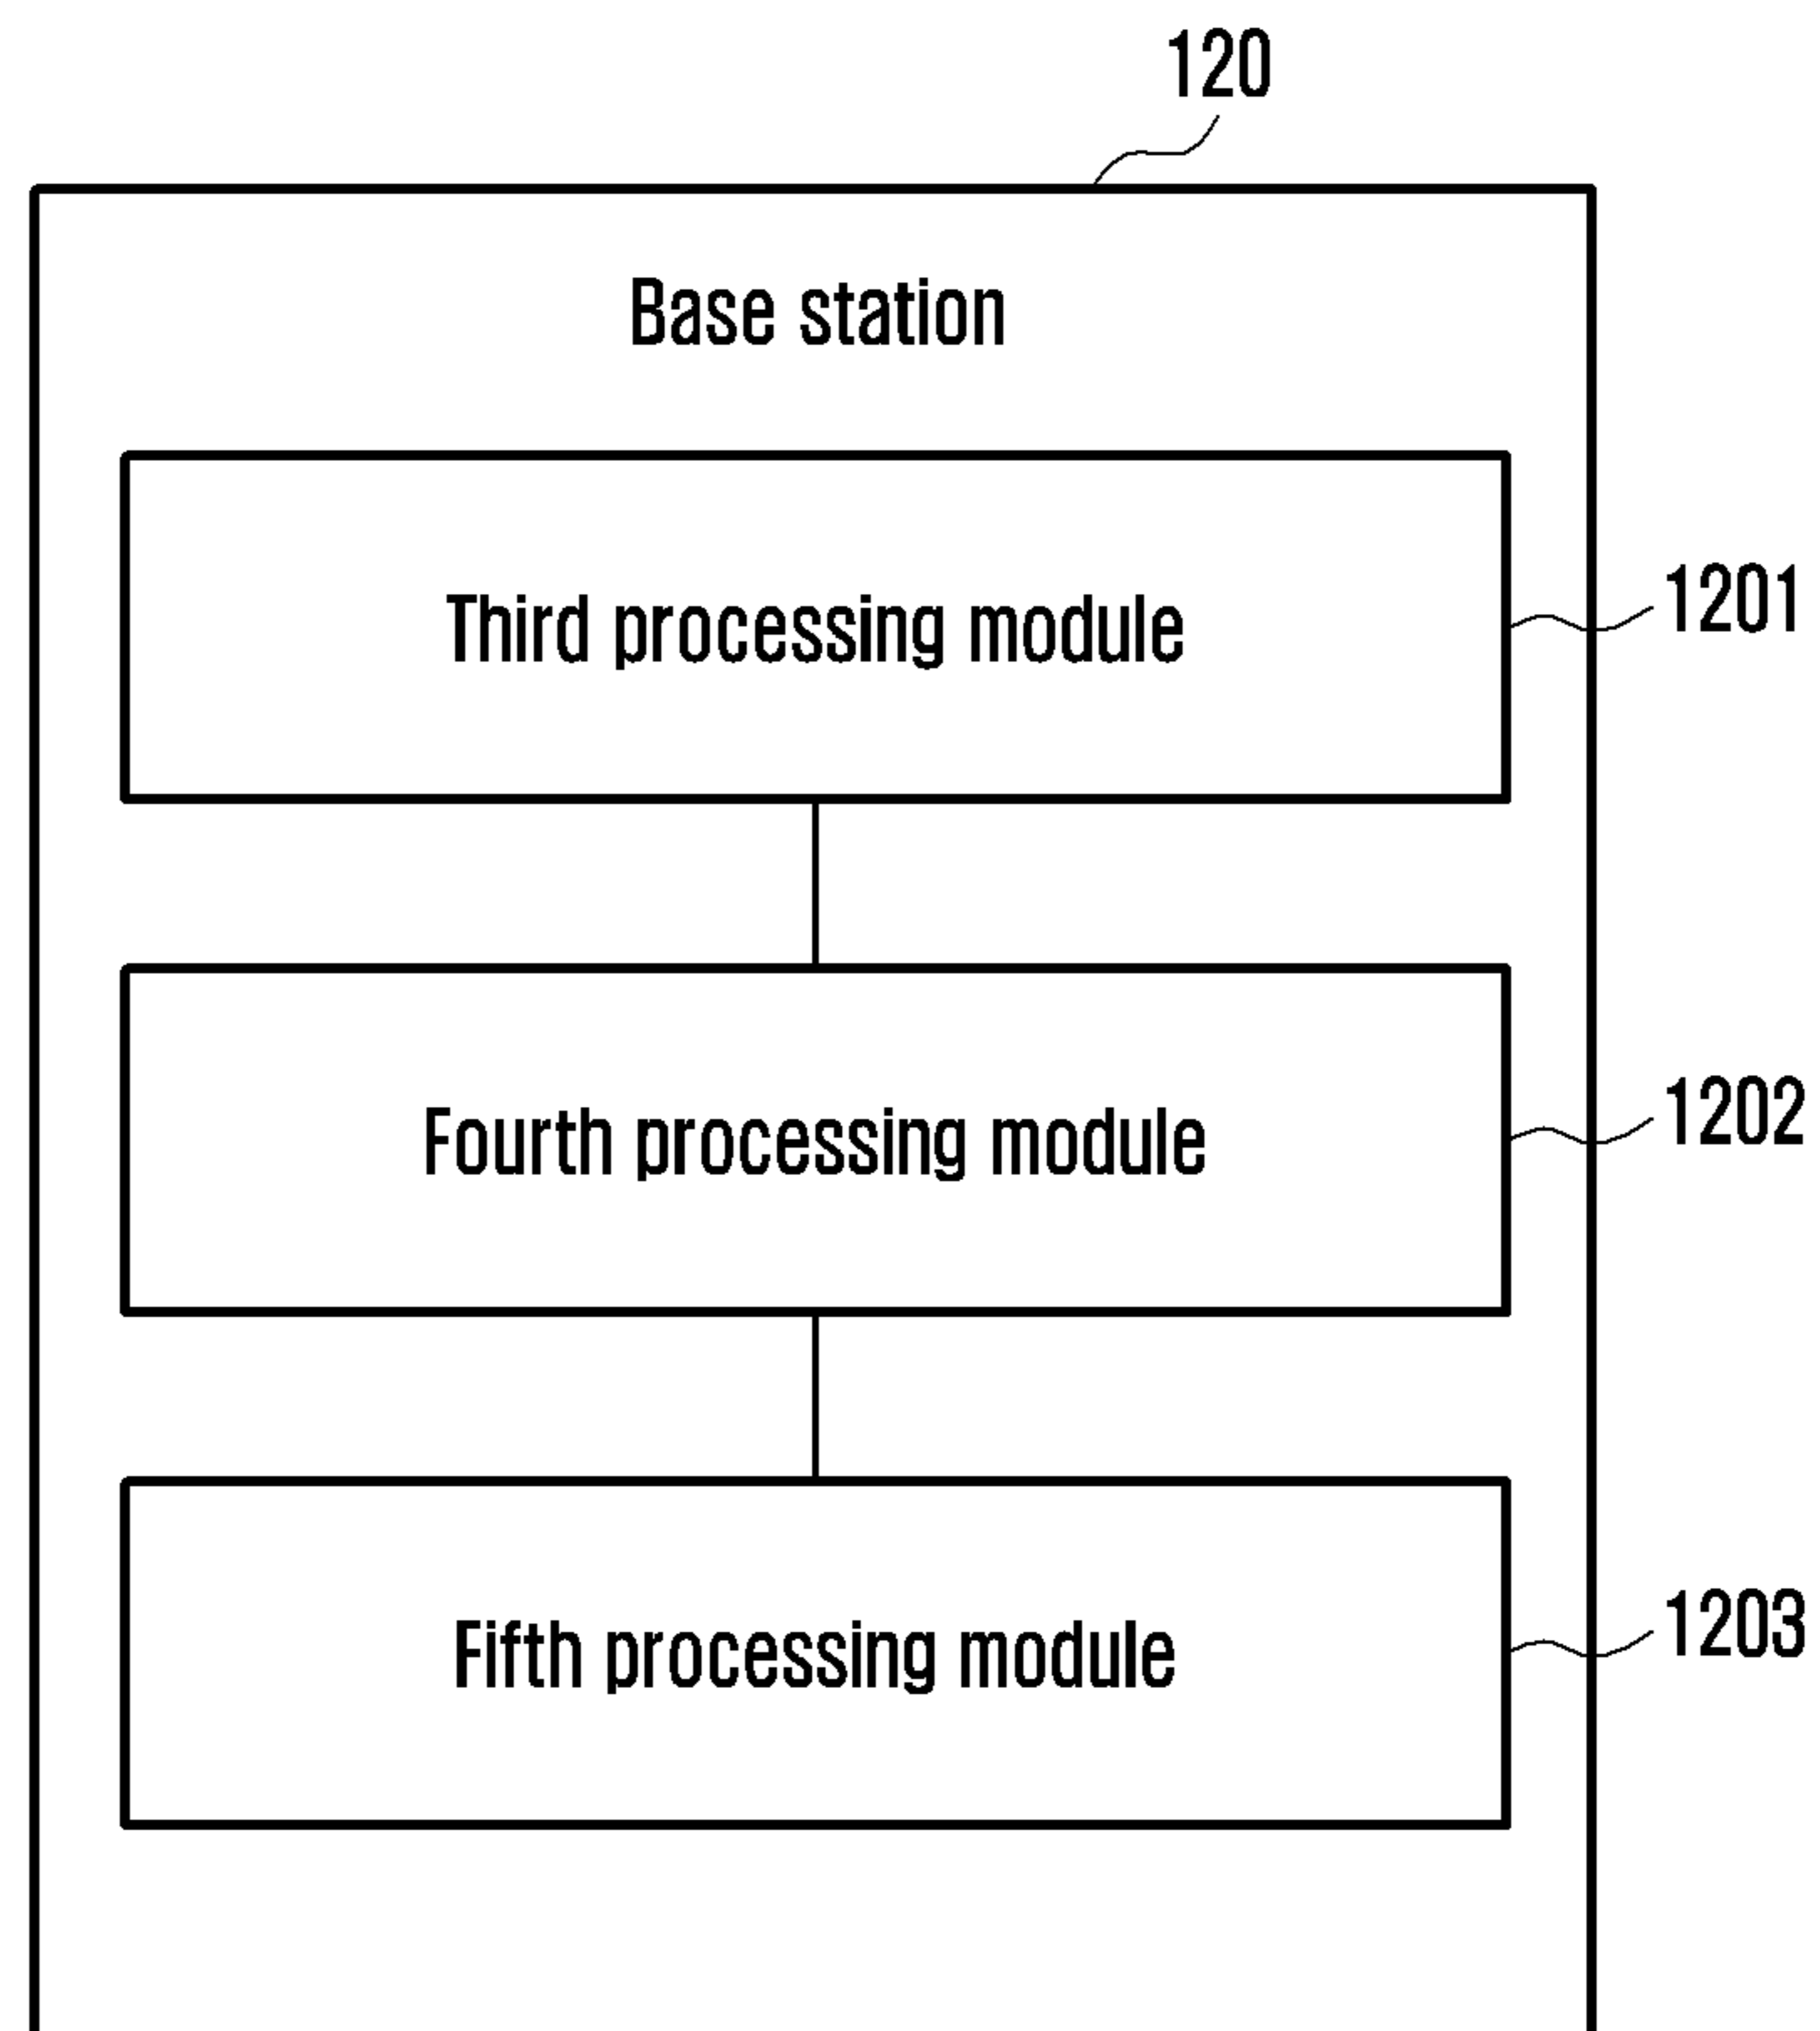 120
Base station
Third processing module
1201
Fourth processing module
1202
Fifth processing module
1203